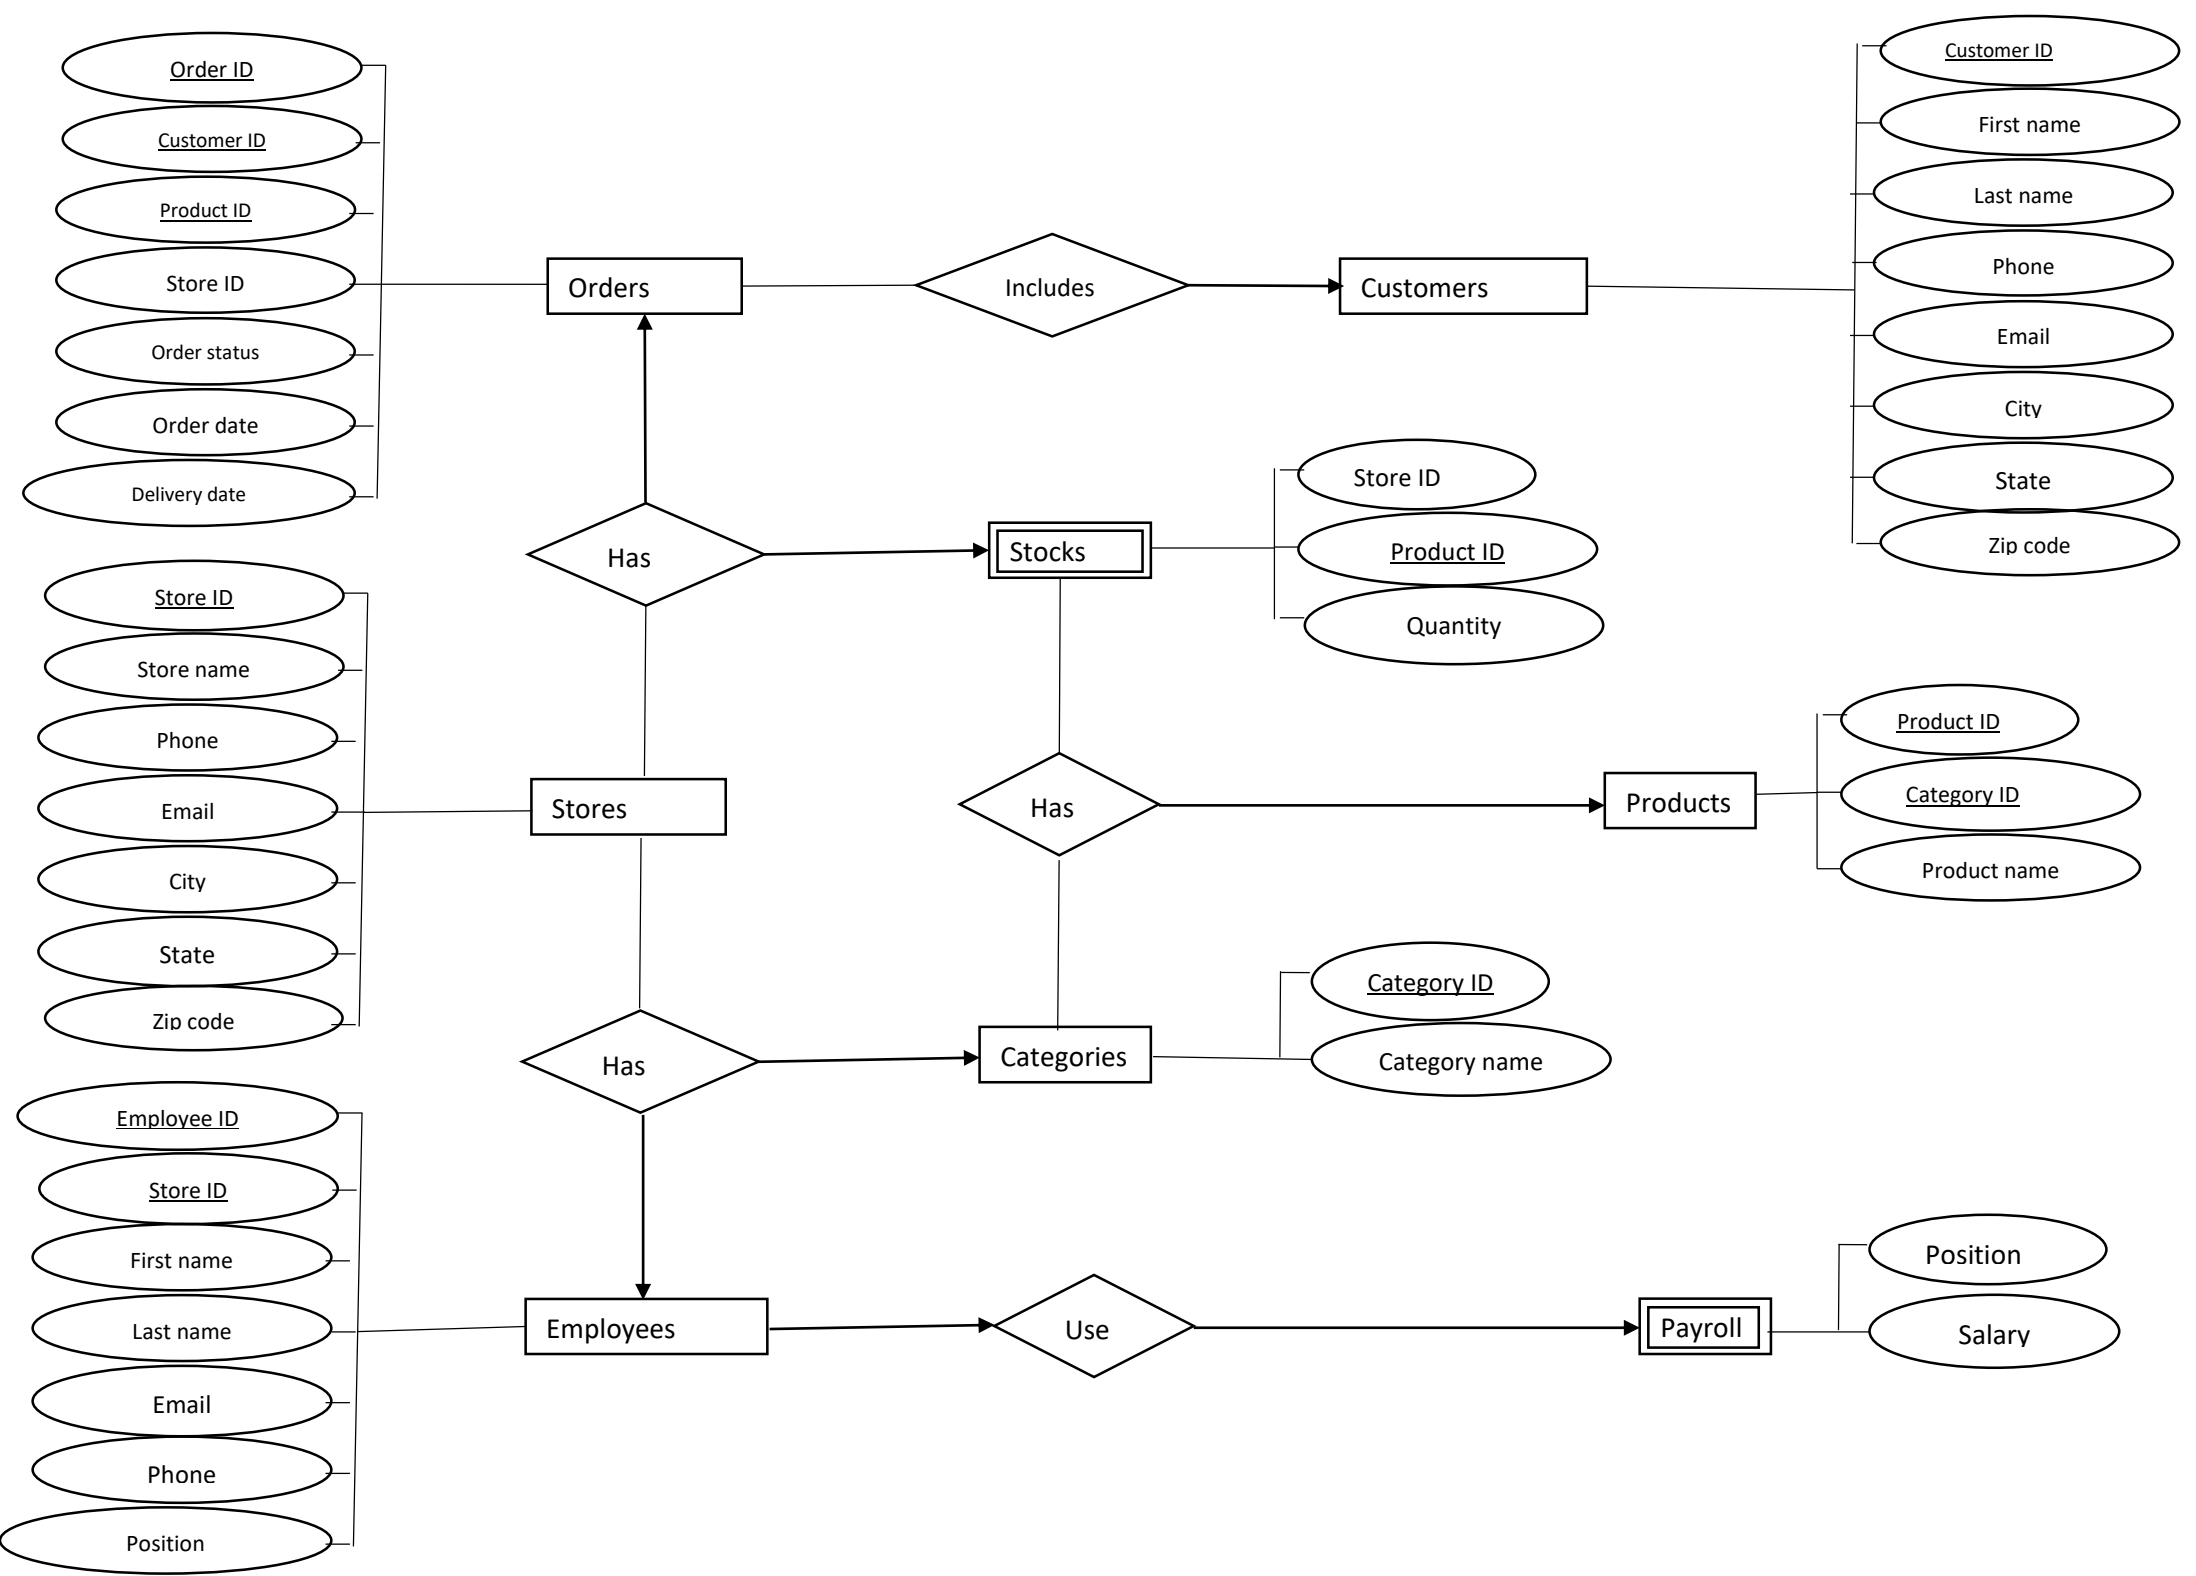 Order ID
Customer ID
Product ID
Store ID
Order status
Order date
Delivery date
Orders
Includes
Customers
Customer ID
First name
Last name
Phone
Email
City
State
Zip code
Has
Stocks
Store ID
Product ID
Quantity
Store ID
Store name
Phone
Email
City
State
Zip code
Stores
Has
Products
Product ID
Category ID
Product name
Has
Categories
Category ID
Category name
Employee ID
Store ID
First name
Last name
Email
Phone
Position
Employees
Use
Payroll
Position
Salary